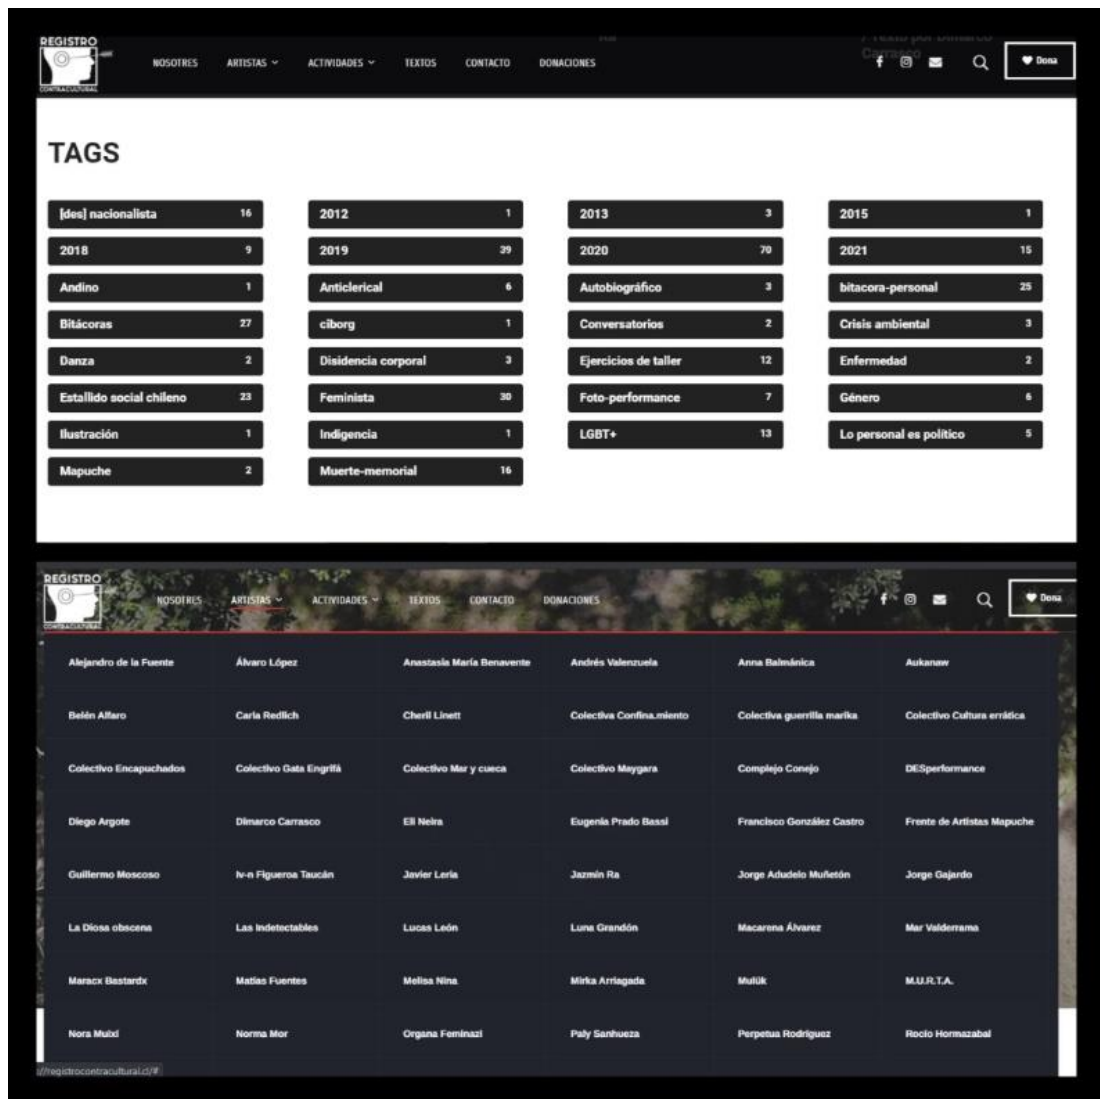 REGISTRO
CONTRACULTURAL
NOSOTRES ARTISTAS ACTIVIDADES TEXTOS CONTACTO DONACIONES Dona
/ Texto por Dimarco
Carrasco
TAGS
[des] nacionalista 16 2012 1 2013 3 2015 1
2018 9 2019 39 2020 70 2021 15
Andino 1 Anticlerical 6 Autobiográfico 3 bitacora-personal 25
Bitácoras 27 ciborg 1 Conversatorios 2 Crisis ambiental 3
Danza 2 Disidencia corporal 3 Ejercicios de taller 12 Enfermedad 2
Estallido social chileno 23 Feminista 30 Foto-performance 7 Género 6
Ilustración 1 Indigencia 1 LGBT+ 13 Lo personal es político 5
Mapuche 2 Muerte-memorial 16
REGISTRO
CONTRACULTURAL
NOSOTRES ARTISTAS ACTIVIDADES TEXTOS CONTACTO DONACIONES Dona
Alejandro de la Fuente Álvaro López Anastasia María Benavente Andrés Valenzuela Anna Balmánica Aukanaw
Belén Alfaro Carla Redlich Cheril Linett Colectiva Confina.miento Colectiva guerrilla marika Colectivo Cultura errática
Colectivo Encapuchados Colectivo Gata Engrifá Colectivo Mar y cueca Colectivo Maygara Complejo Conejo DESperformance
Diego Argote Dimarco Carrasco Eli Neira Eugenia Prado Bassi Francisco González Castro Frente de Artistas Mapuche
Guillermo Moscoso Iv-n Figueroa Taucán Javier Leria Jazmín Ra Jorge Adudelo Muñetón Jorge Gajardo
La Diosa obscena Las Indetectables Lucas León Luna Grandón Macarena Álvarez Mar Valderrama
Maracx Bastardx Matías Fuentes Melisa Nina Mirka Arriagada Mulük M.U.R.T.A.
Nora Muixi Norma Mor Organa Feminazi Paly Sanhueza Perpetua Rodríguez Rocío Hormazabal
//registrocontracultural.cl/#